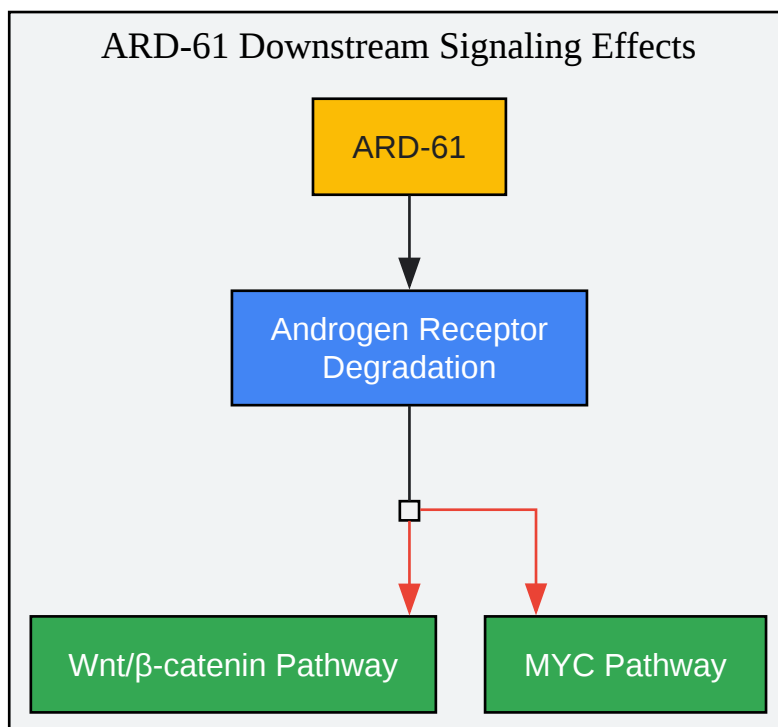 ARD-61 Downstream Signaling Effects
ARD-61
Androgen Receptor
Degradation
Wnt/β-catenin Pathway
MYC Pathway